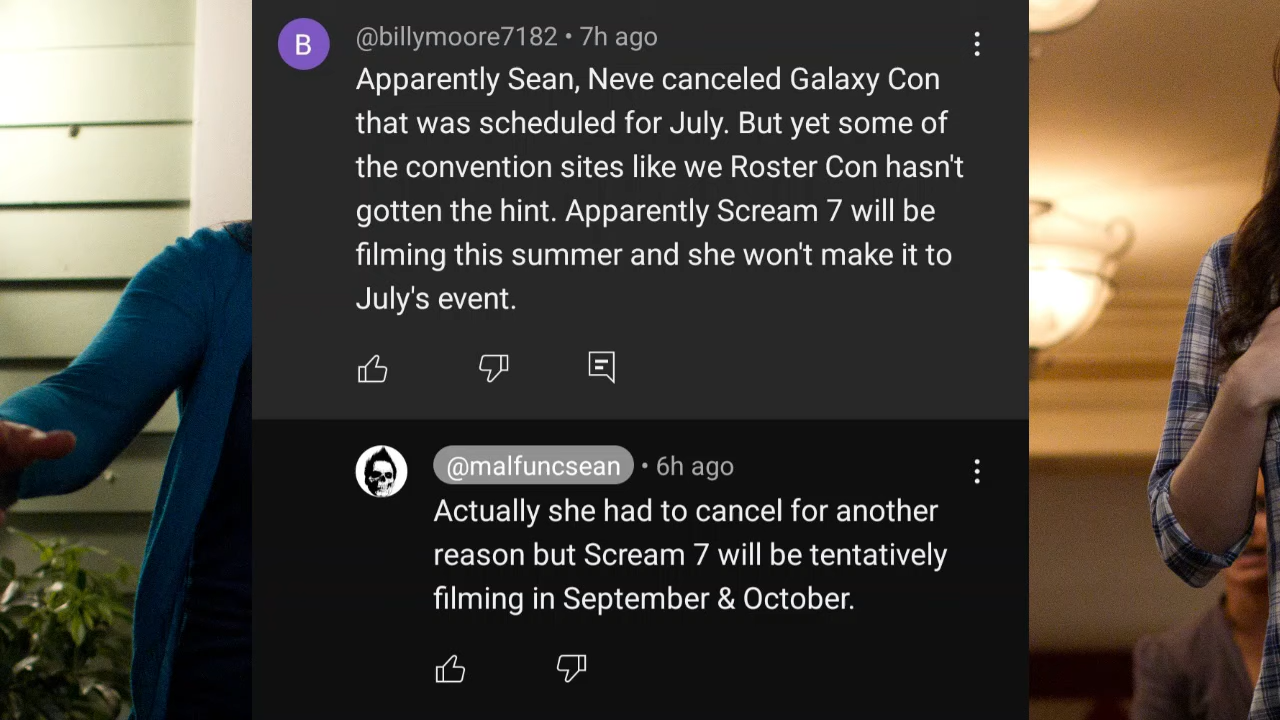 B
@billymoore7182 • 7h ago
Apparently Sean, Neve canceled Galaxy Con
that was scheduled for July. But yet some of
the convention sites like we Roster Con hasn't
gotten the hint. Apparently Scream 7 will be
filming this summer and she won't make it to
July's event.
@malfuncsean • 6h ago
Actually she had to cancel for another
reason but Scream 7 will be tentatively
filming in September & October.